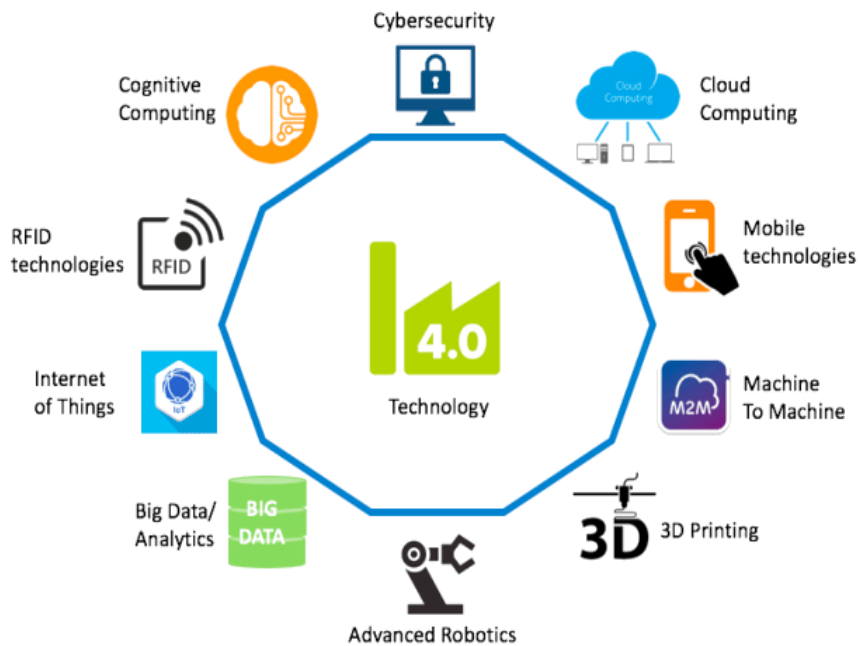 Cybersecurity
Cognitive
Computing
Cloud
Computing
Cloud
Computing
RFID
technologies
RFID
Mobile
technologies
4.0
Technology
Internet
of Things
IoT
M2M
Machine
To Machine
Big Data/
Analytics
BIG
DATA
3D
3D Printing
Advanced Robotics